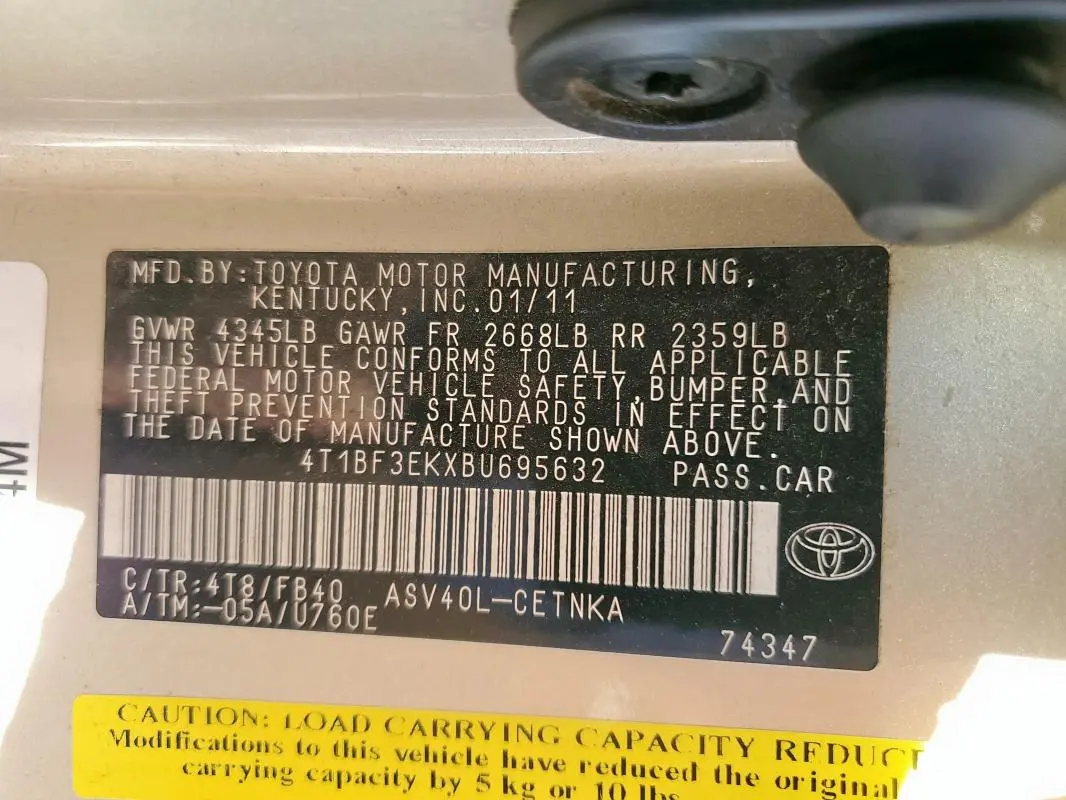 MFD.BY:TOYOTA MOTOR MANUFACTURING,
KENTUCKY,INC.01/11
GVWR 4345LB GAWR FR 2668LB RR 2359LB
THIS VEHICLE CONFORMS TO ALL APPLICABLE
FEDERAL MOTOR VEHICLE SAFETY,BUMPER,AND
THEFT PREVENTION STANDARDS IN EFFECT ON
THE DATE OF MANUFACTURE SHOWN ABOVE.
4T1BF3EKXBU695632 PASS.CAR
C/TR:4T8/FB40 ASV40L-CETNKA
A/TM:-05A/U760E
74347
4M
CAUTION: LOAD CARRYING CAPACITY REDUC
Modifications to this vehicle have reduced the original
carrying capacity by 5 kg or 10 lbs